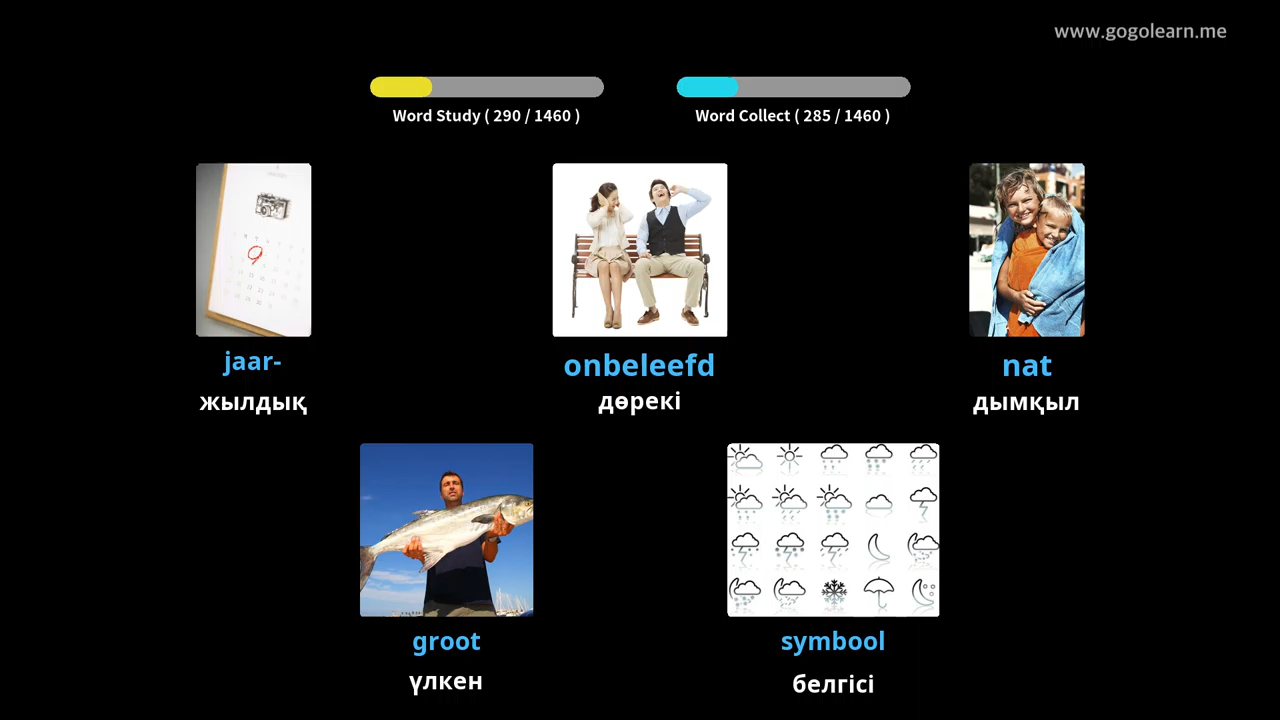 www.gogolearn.me
Word Study ( 290 / 1460 )
Word Collect ( 285 / 1460 )
jaar-
жылдық
onbeleefd
дөрекі
nat
дымқыл
groot
үлкен
symbool
белгісі